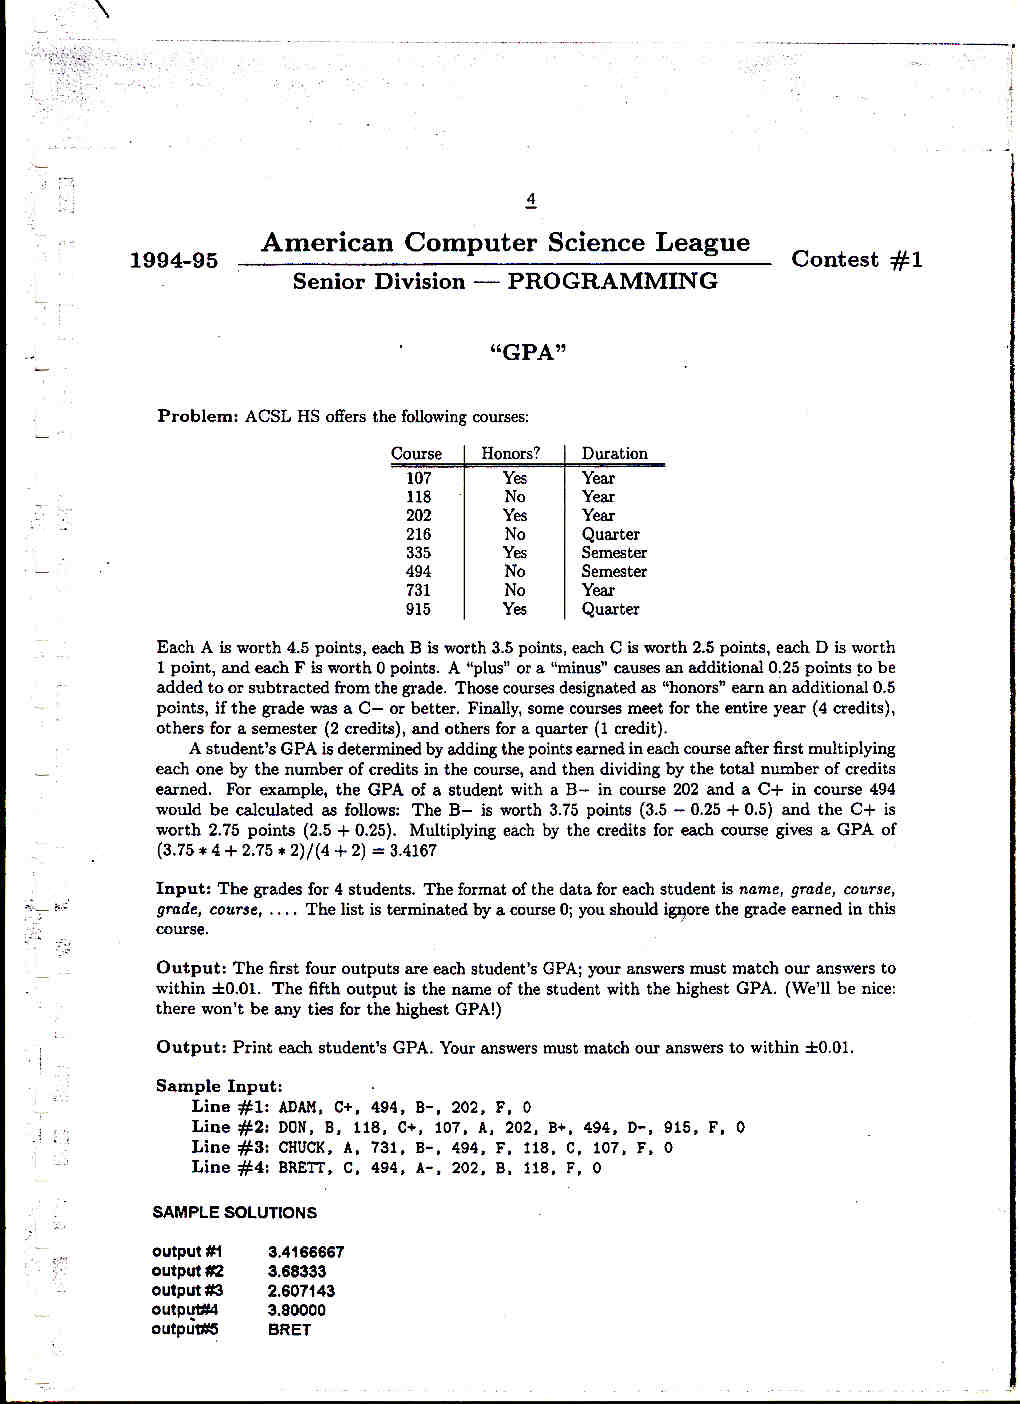 4
American Computer Science League
1994-95
Contest #1
Senior Division — PROGRAMMING
“GPA”
Problem: ACSL HS offers the following courses:
Course Honors? Duration
107 Yes Year
118 No Year
202 Yes Year
216 No Quarter
335 Yes Semester
494 No Semester
731 No Year
915 Yes Quarter
Each A is worth 4.5 points, each B is worth 3.5 points, each C is worth 2.5 points, each D is worth
1 point, and each F is worth 0 points. A “plus” or a “minus” causes an additional 0.25 points to be
added to or subtracted from the grade. Those courses designated as “honors” earn an additional 0.5
points, if the grade was a C− or better. Finally, some courses meet for the entire year (4 credits),
others for a semester (2 credits), and others for a quarter (1 credit).
A student's GPA is determined by adding the points earned in each course after first multiplying
each one by the number of credits in the course, and then dividing by the total number of credits
earned. For example, the GPA of a student with a B− in course 202 and a C+ in course 494
would be calculated as follows: The B− is worth 3.75 points (3.5 − 0.25 + 0.5) and the C+ is
worth 2.75 points (2.5 + 0.25). Multiplying each by the credits for each course gives a GPA of
(3.75 * 4 + 2.75 * 2)/(4 + 2) = 3.4167
Input: The grades for 4 students. The format of the data for each student is name, grade, course,
grade, course, .... The list is terminated by a course 0; you should ignore the grade earned in this
course.
Output: The first four outputs are each student's GPA; your answers must match our answers to
within ±0.01. The fifth output is the name of the student with the highest GPA. (We'll be nice:
there won't be any ties for the highest GPA!)
Output: Print each student's GPA. Your answers must match our answers to within ±0.01.
Sample Input:
Line #1: ADAM, C+, 494, B-, 202, F, 0
Line #2: DON, B, 118, C+, 107, A, 202, B+, 494, D-, 915, F, 0
Line #3: CHUCK, A, 731, B-, 494, F, 118, C, 107, F, 0
Line #4: BRETT, C, 494, A-, 202, B, 118, F, 0
SAMPLE SOLUTIONS
output #1 3.4166667
output #2 3.68333
output #3 2.607143
output#4 3.80000
output#5 BRET